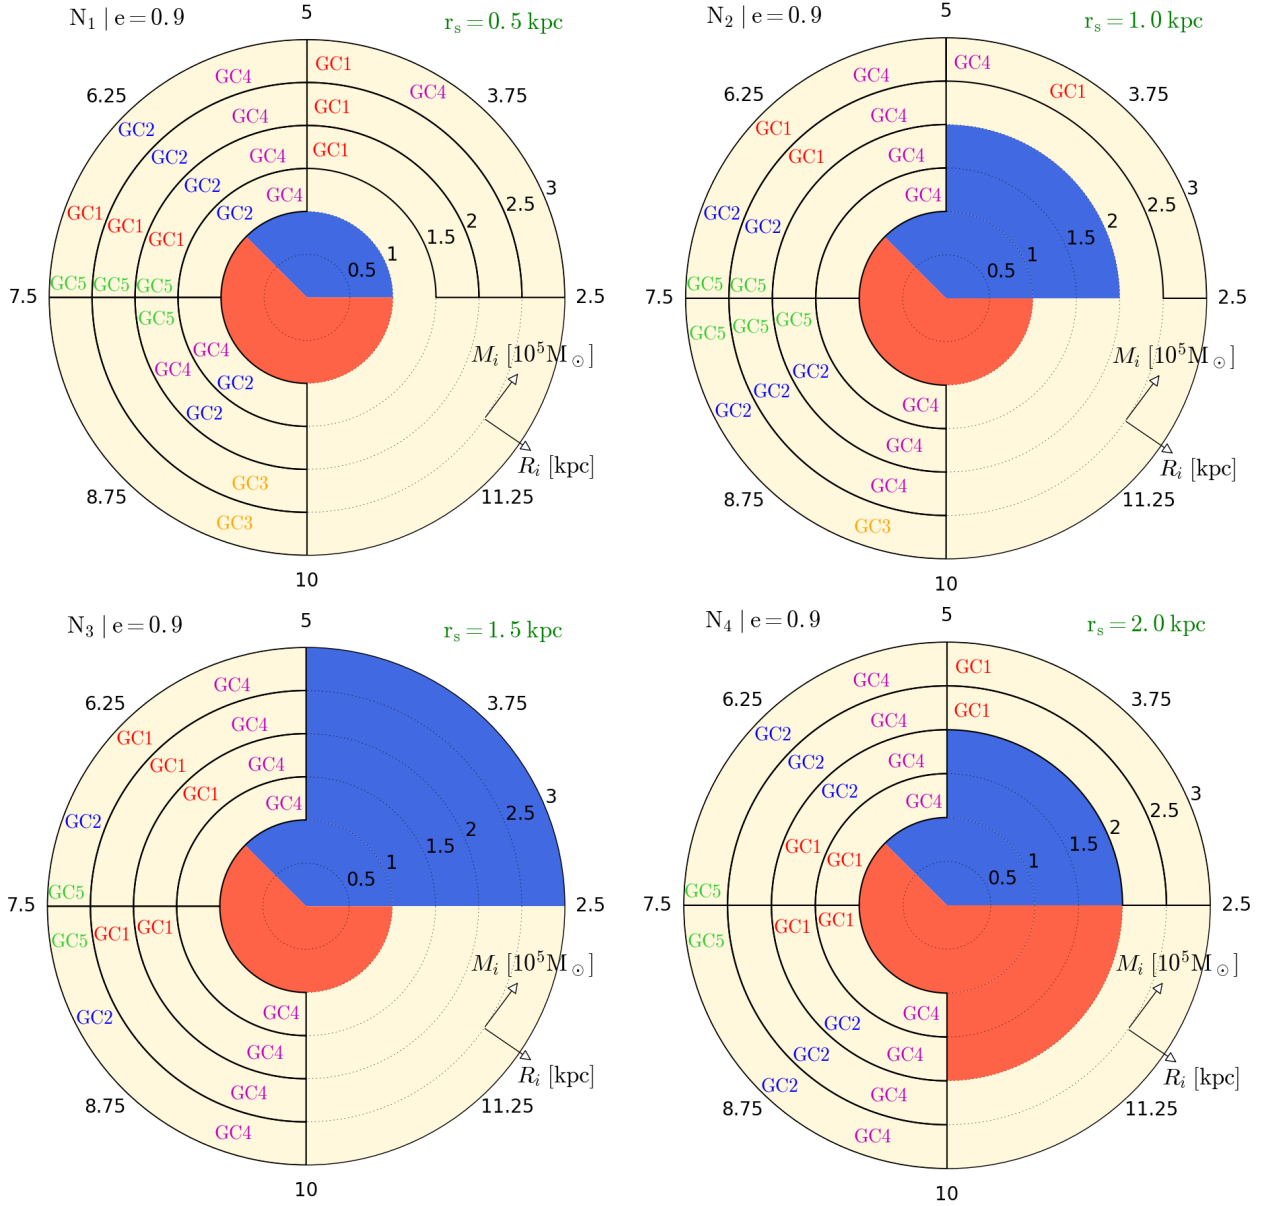 N₁ | e = 0.9
5
r_s = 0.5 kpc
GC1
GC4
GC4
6.25
3.75
GC1
GC4
GC2
GC1
GC4
GC2
GC2
GC4
3
GC2
2.5
GC1
2
GC1
1.5
GC1
1
0.5
GC5
GC5
GC5
7.5
2.5
GC5
GC4
M_i [10⁵M_⊙]
GC4
GC2
GC2
R_i [kpc]
GC3
8.75
11.25
GC3
10
N₂ | e = 0.9
5
r_s = 1.0 kpc
GC4
GC4
GC1
6.25
3.75
GC4
GC1
GC4
GC1
GC4
3
2.5
GC2
2
GC2
1.5
1
0.5
GC5
GC5
7.5
2.5
GC5
GC5
GC5
M_i [10⁵M_⊙]
GC2
GC2
GC4
GC2
GC4
R_i [kpc]
GC4
8.75
11.25
GC3
10
N₃ | e = 0.9
5
r_s = 1.5 kpc
GC4
6.25
3.75
GC4
GC1
GC4
GC1
GC1
GC4
3
2.5
GC2
2
1.5
1
0.5
GC5
7.5
2.5
GC1
GC1
GC5
M_i [10⁵M_⊙]
GC4
GC2
GC4
R_i [kpc]
GC4
8.75
11.25
GC4
10
N₄ | e = 0.9
5
r_s = 2.0 kpc
GC1
GC4
6.25
3.75
GC1
GC4
GC2
GC4
GC2
GC2
GC4
3
2.5
2
GC1
1.5
GC1
1
0.5
GC5
7.5
2.5
GC1
GC1
GC5
M_i [10⁵M_⊙]
GC4
GC2
GC4
GC2
R_i [kpc]
GC2
GC4
8.75
11.25
GC4
10